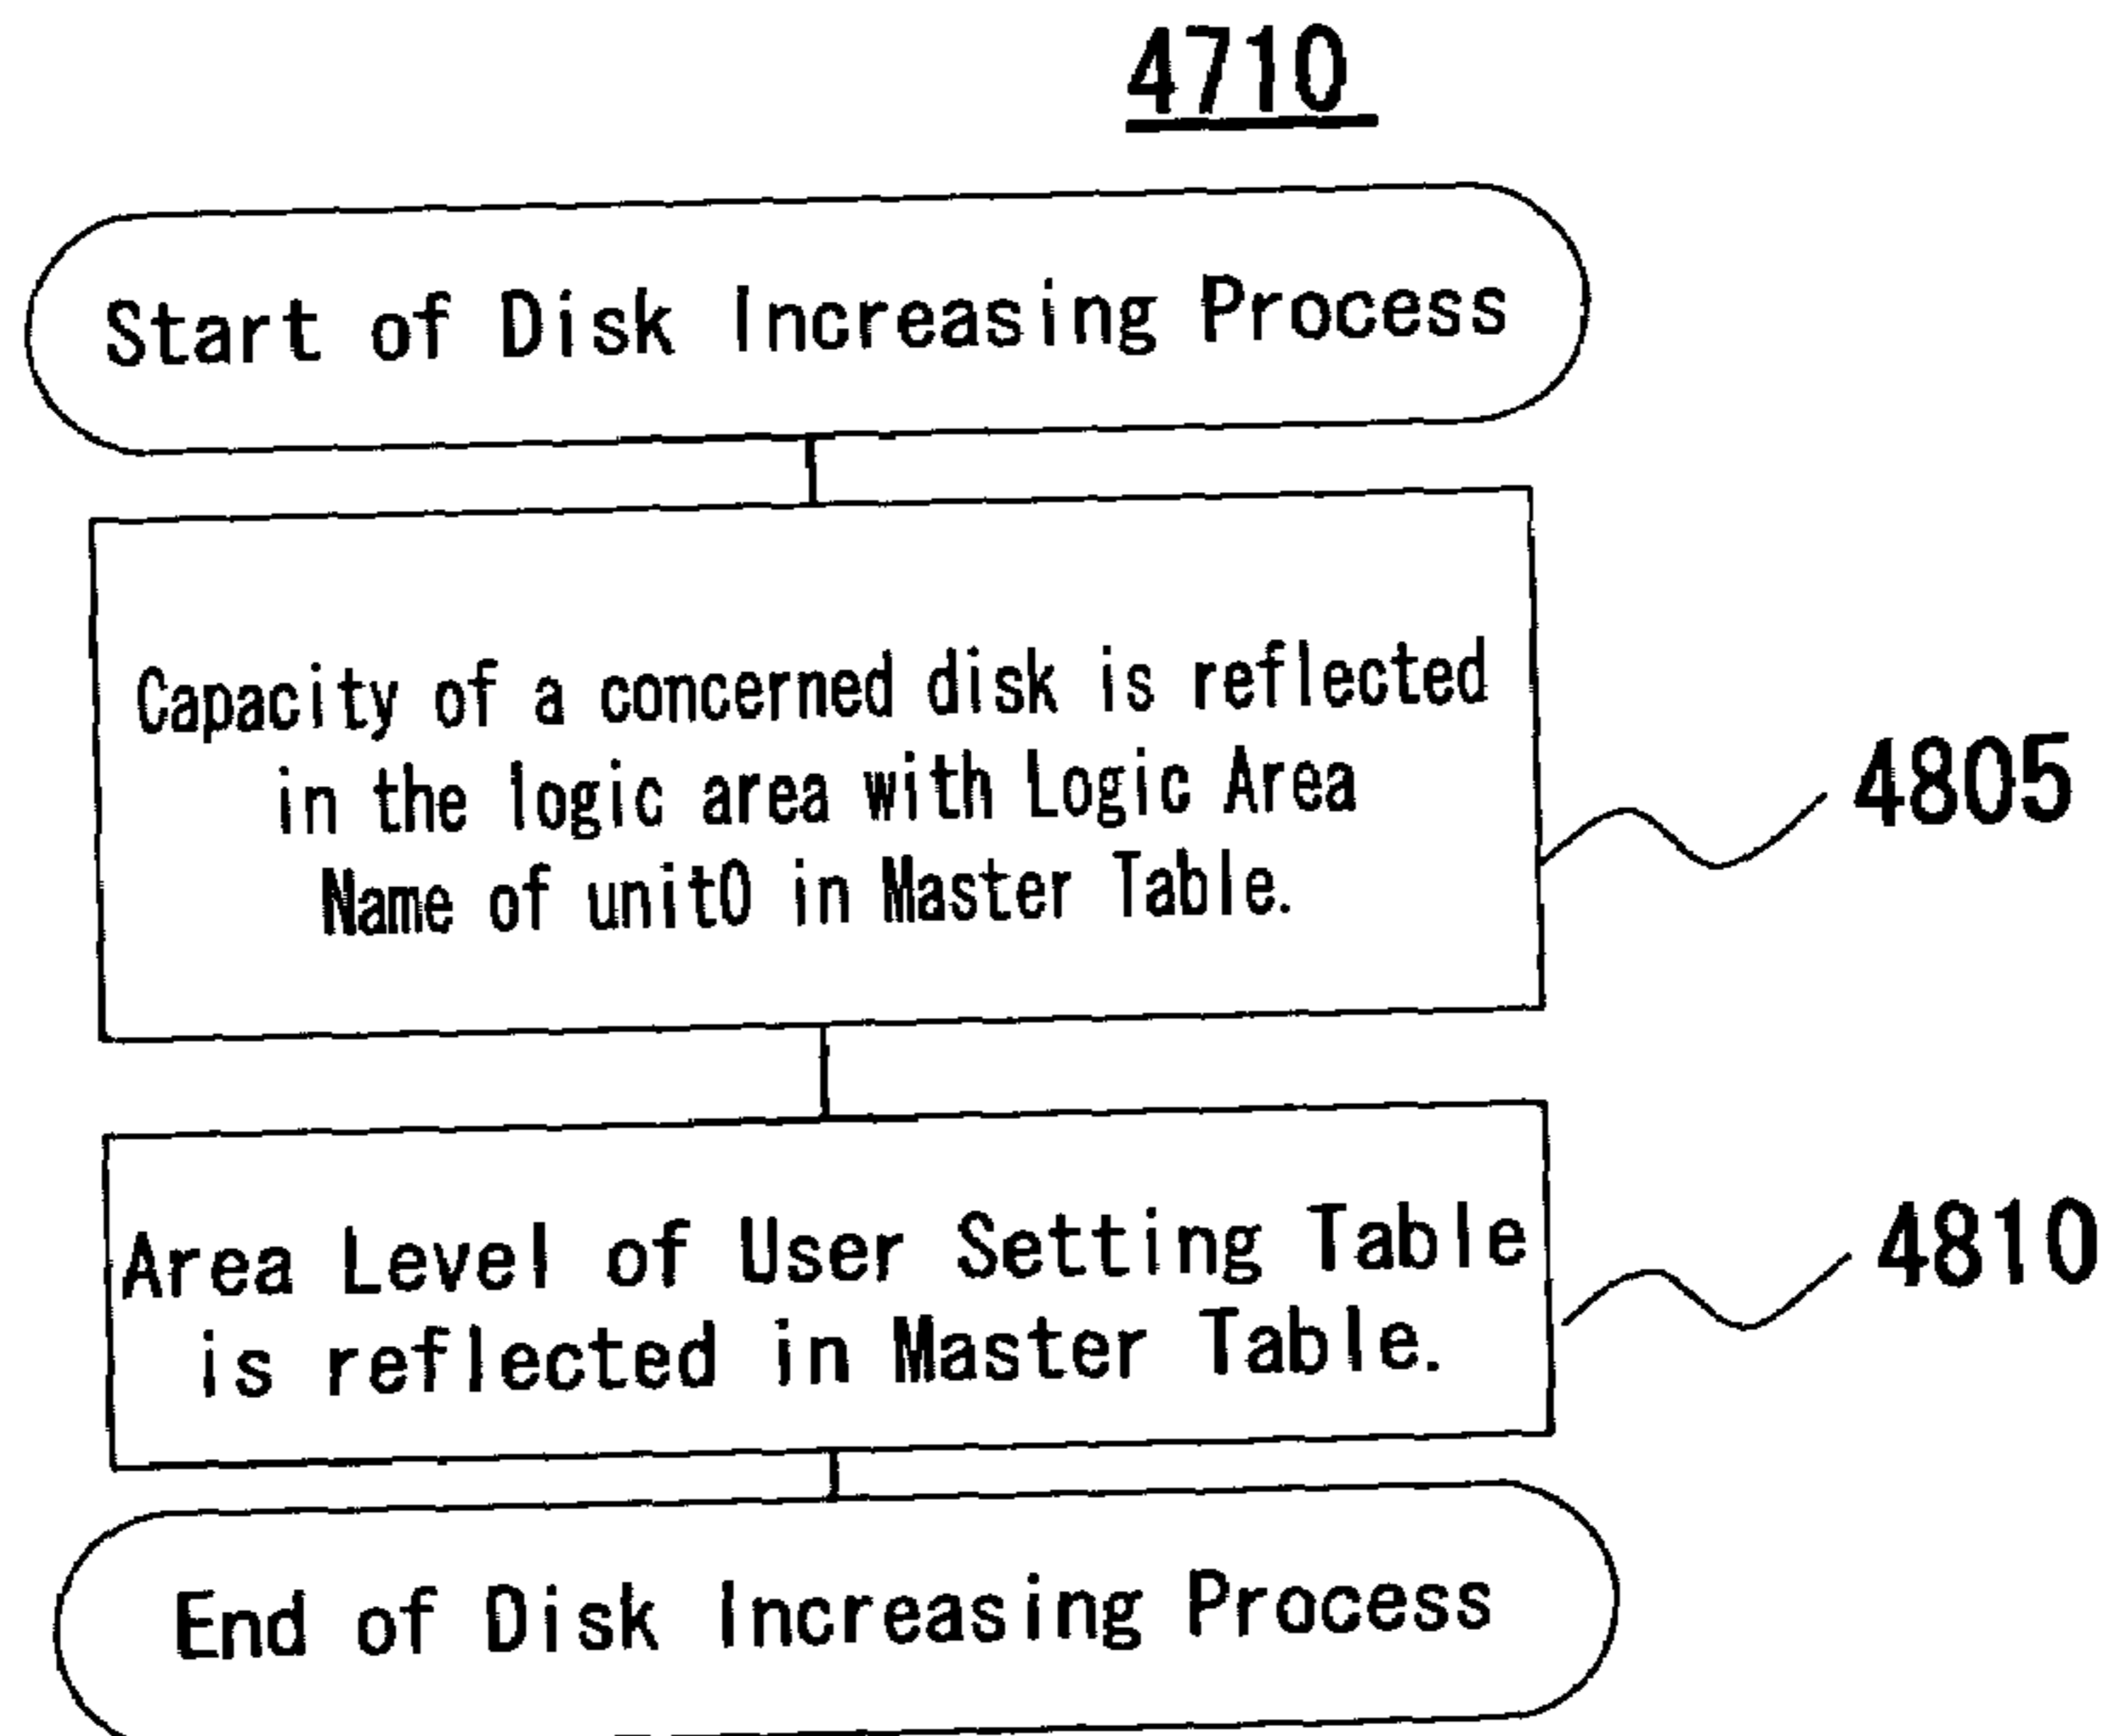 4710
Start of Disk Increasing Process
Capacity of a concerned disk is reflected
in the logic area with Logic Area
Name of unit0 in Master Table.
4805
Area Level of User Setting Table
is reflected in Master Table.
4810
End of Disk Increasing Process